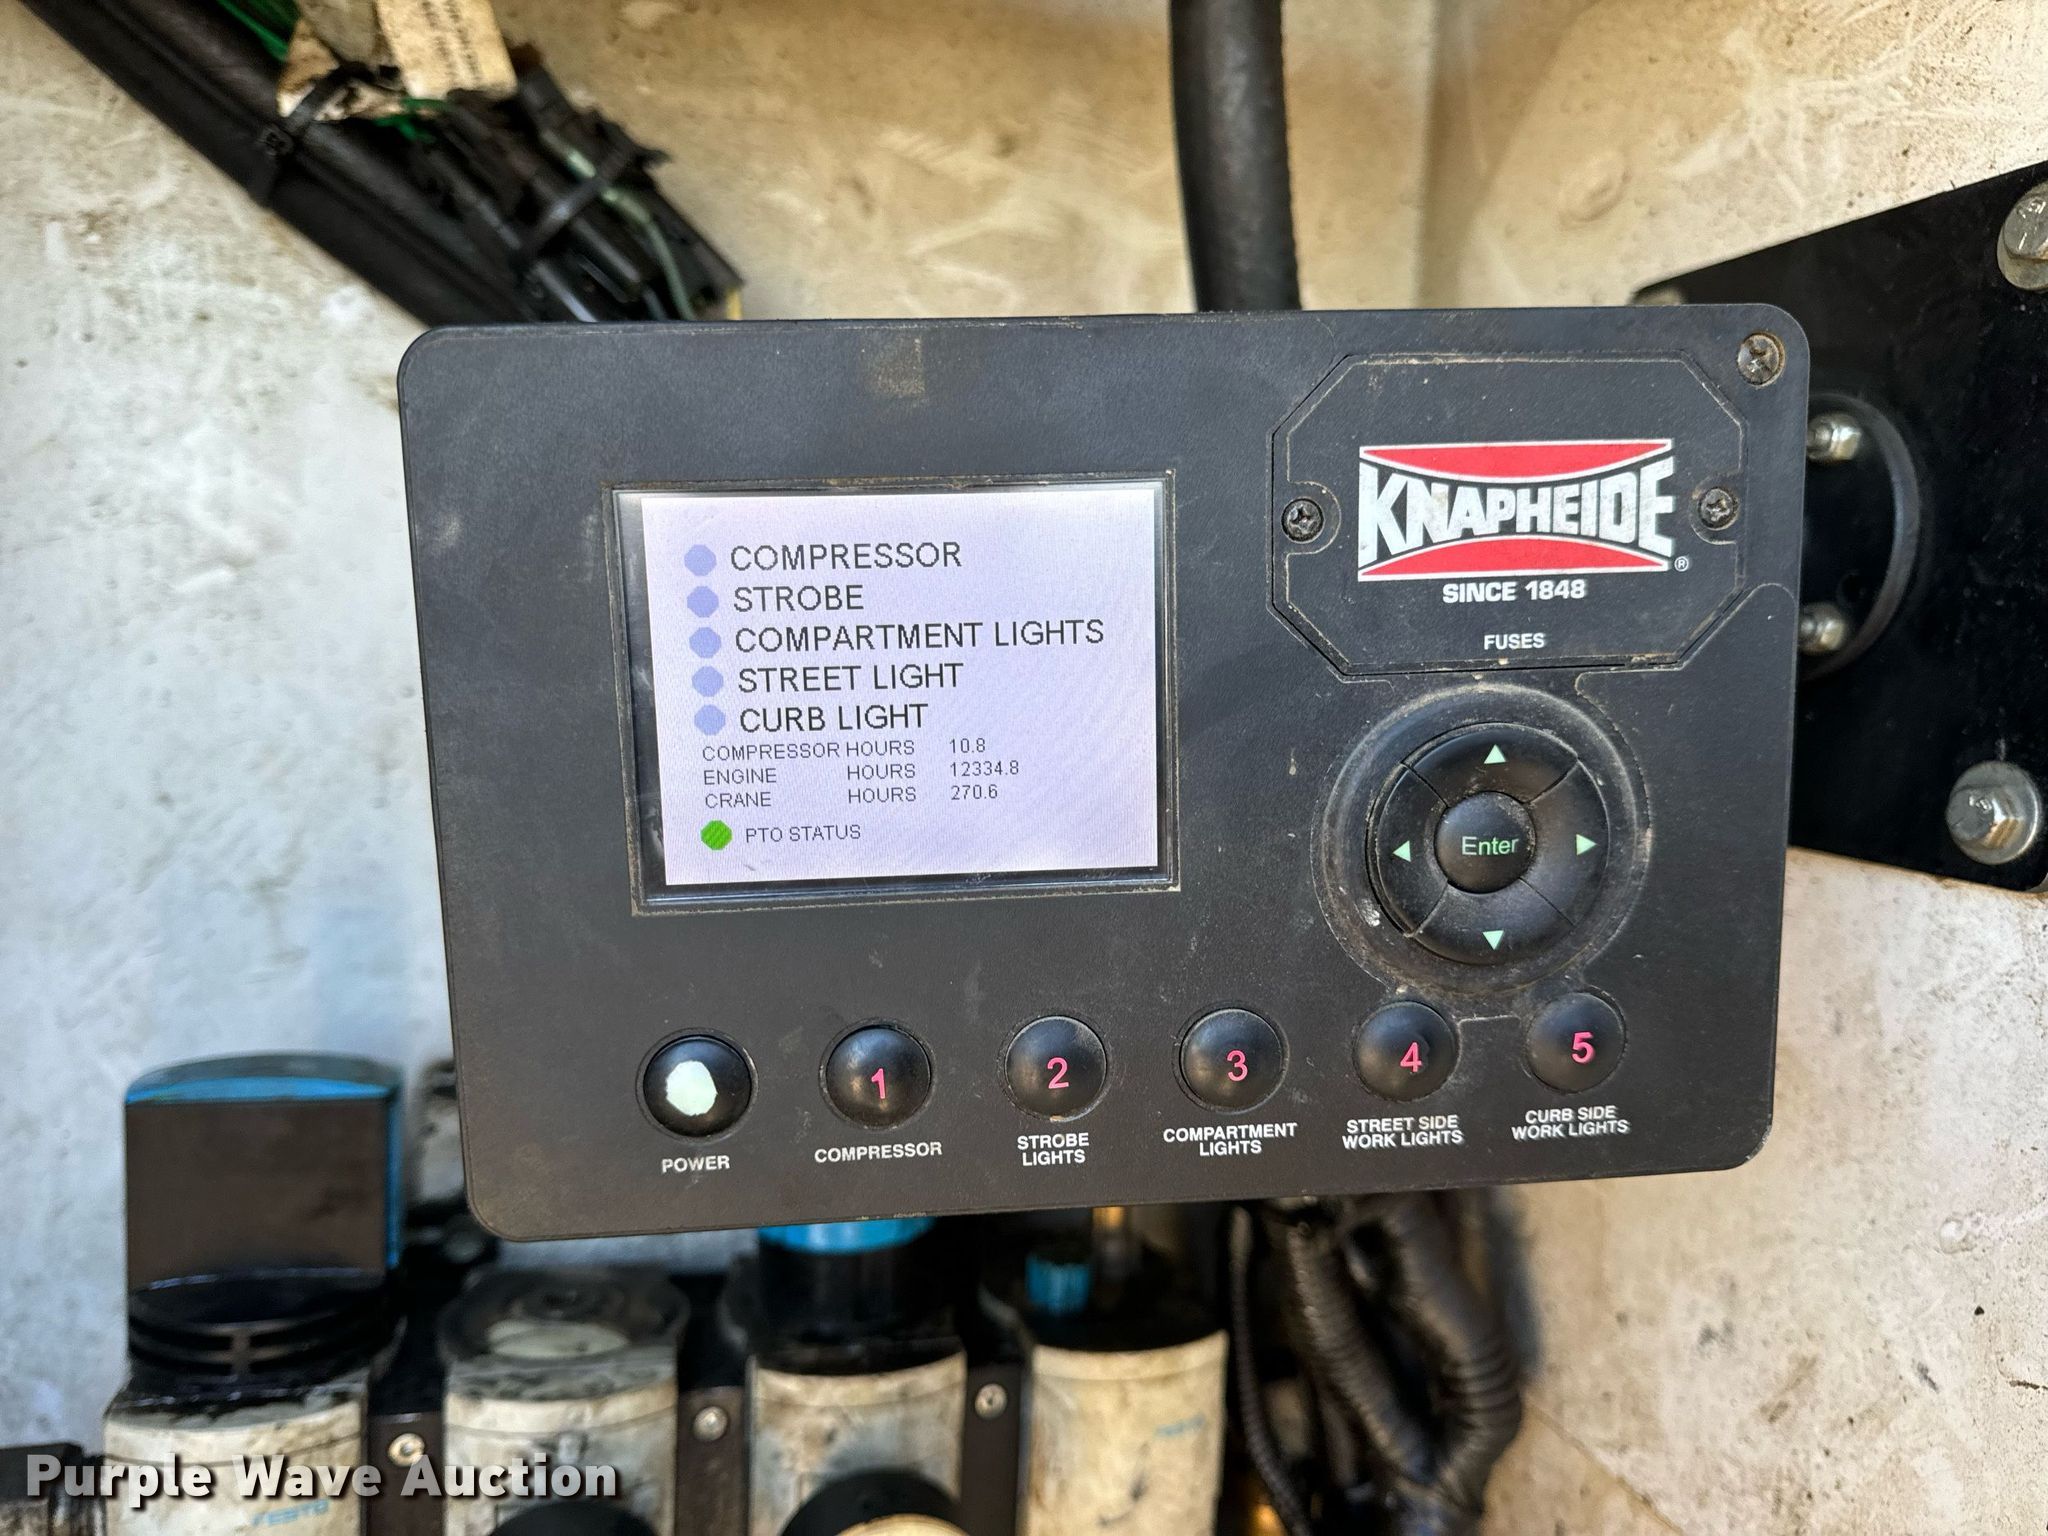 COMPRESSOR
STROBE
COMPARTMENT LIGHTS
STREET LIGHT
CURB LIGHT
COMPRESSOR HOURS 10.8
ENGINE HOURS 12334.8
CRANE HOURS 270.6
PTO STATUS
KNAPHEIDE®
SINCE 1848
FUSES
Enter
POWER
1
COMPRESSOR
2
STROBE
LIGHTS
3
COMPARTMENT
LIGHTS
4
STREET SIDE
WORK LIGHTS
5
CURB SIDE
WORK LIGHTS
FESTO
Purple Wave Auction